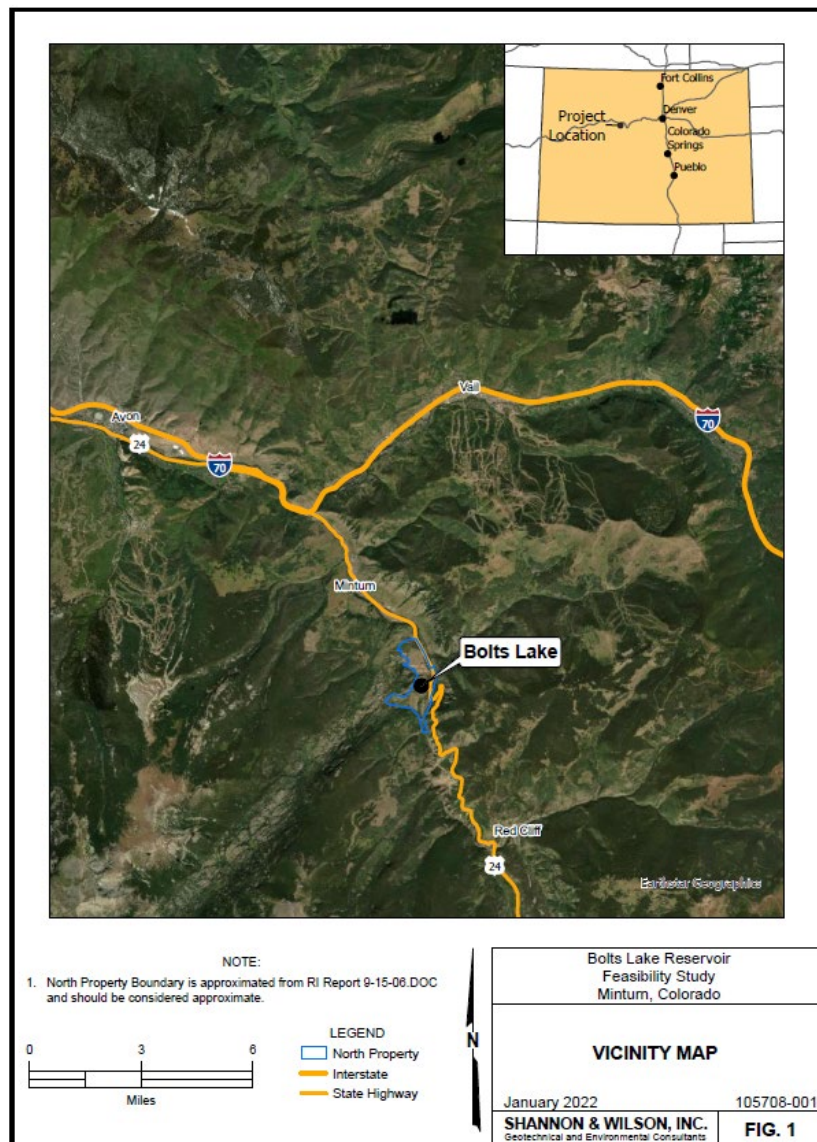 Fort Collins
Denver
Project
Location
Colorado
Springs
Pueblo
Vail
70
Avon
24
70
Minturn
Bolts Lake
Red Cliff
24
Earthstar Geographics
NOTE:
1. North Property Boundary is approximated from RI Report 9-15-06.DOC
and should be considered approximate.
0 3 6
Miles
LEGEND
North Property
Interstate
State Highway
N
Bolts Lake Reservoir
Feasibility Study
Minturn, Colorado
VICINITY MAP
January 2022 105708-001
SHANNON & WILSON, INC.
Geotechnical and Environmental Consultants
FIG. 1